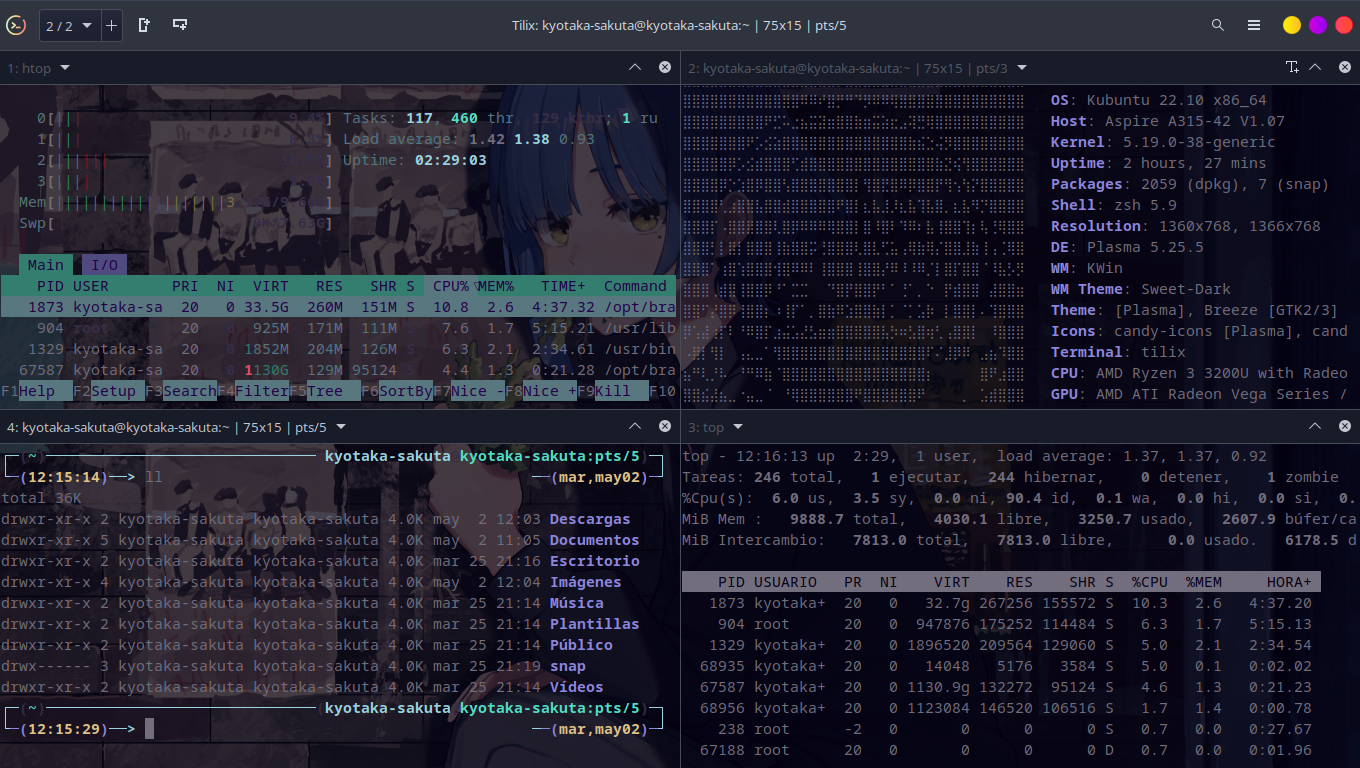 2 / 2
Tilix: kyotaka-sakuta@kyotaka-sakuta:~ | 75x15 | pts/5
1: htop
0[||| ] Tasks: 117, 460 thr, 129 kthr; 1 ru
1[||| ] Load average: 1.42 1.38 0.93
2[|||||| ] Uptime: 02:29:03
3[|||| ]
Mem[|||||||||||||||||||3 ]
Swp[ ]
Main I/O
PID USER PRI NI VIRT RES SHR S CPU% MEM% TIME+ Command
1873 kyotaka-sa 20 0 33.5G 260M 151M S 10.8 2.6 4:37.32 /opt/bra
904 root 20 0 925M 171M 111M S 7.6 1.7 5:15.21 /usr/lib
1329 kyotaka-sa 20 0 1852M 204M 126M S 6.3 2.1 2:34.61 /usr/bin
67587 kyotaka-sa 20 0 1130G 129M 95124 S 4.4 1.3 0:21.28 /opt/bra
F1Help F2Setup F3SearchF4FilterF5Tree F6SortByF7Nice -F8Nice +F9Kill F10
2: kyotaka-sakuta@kyotaka-sakuta:~ | 75x15 | pts/3
OS: Kubuntu 22.10 x86_64
Host: Aspire A315-42 V1.07
Kernel: 5.19.0-38-generic
Uptime: 2 hours, 27 mins
Packages: 2059 (dpkg), 7 (snap)
Shell: zsh 5.9
Resolution: 1360x768, 1366x768
DE: Plasma 5.25.5
WM: KWin
WM Theme: Sweet-Dark
Theme: [Plasma], Breeze [GTK2/3]
Icons: candy-icons [Plasma], cand
Terminal: tilix
CPU: AMD Ryzen 3 3200U with Radeo
GPU: AMD ATI Radeon Vega Series /
4: kyotaka-sakuta@kyotaka-sakuta:~ | 75x15 | pts/5
(~) (kyotaka-sakuta kyotaka-sakuta:pts/5)
(12:15:14)──> ll (mar,may02)
total 36K
drwxr-xr-x 2 kyotaka-sakuta kyotaka-sakuta 4.0K may 2 12:03 Descargas
drwxr-xr-x 5 kyotaka-sakuta kyotaka-sakuta 4.0K may 2 11:05 Documentos
drwxr-xr-x 2 kyotaka-sakuta kyotaka-sakuta 4.0K mar 25 21:16 Escritorio
drwxr-xr-x 4 kyotaka-sakuta kyotaka-sakuta 4.0K may 2 12:04 Imágenes
drwxr-xr-x 2 kyotaka-sakuta kyotaka-sakuta 4.0K mar 25 21:14 Música
drwxr-xr-x 2 kyotaka-sakuta kyotaka-sakuta 4.0K mar 25 21:14 Plantillas
drwxr-xr-x 2 kyotaka-sakuta kyotaka-sakuta 4.0K mar 25 21:14 Público
drwx------ 3 kyotaka-sakuta kyotaka-sakuta 4.0K mar 25 21:19 snap
drwxr-xr-x 2 kyotaka-sakuta kyotaka-sakuta 4.0K mar 25 21:14 Vídeos
(~) (kyotaka-sakuta kyotaka-sakuta:pts/5)
(12:15:29)──> (mar,may02)
3: top
top - 12:16:13 up 2:29, 1 user, load average: 1.37, 1.37, 0.92
Tareas: 246 total, 1 ejecutar, 244 hibernar, 0 detener, 1 zombie
%Cpu(s): 6.0 us, 3.5 sy, 0.0 ni, 90.4 id, 0.1 wa, 0.0 hi, 0.0 si, 0.
MiB Mem : 9888.7 total, 4030.1 libre, 3250.7 usado, 2607.9 búfer/ca
MiB Intercambio: 7813.0 total, 7813.0 libre, 0.0 usado. 6178.5 d
PID USUARIO PR NI VIRT RES SHR S %CPU %MEM HORA+
1873 kyotaka+ 20 0 32.7g 267256 155572 S 10.3 2.6 4:37.20
904 root 20 0 947876 175252 114484 S 6.3 1.7 5:15.13
1329 kyotaka+ 20 0 1896520 209564 129060 S 5.0 2.1 2:34.54
68935 kyotaka+ 20 0 14048 5176 3584 S 5.0 0.1 0:02.02
67587 kyotaka+ 20 0 1130.9g 132272 95124 S 4.6 1.3 0:21.23
68956 kyotaka+ 20 0 1123084 146520 106516 S 1.7 1.4 0:00.78
238 root -2 0 0 0 0 S 0.7 0.0 0:27.67
67188 root 20 0 0 0 0 D 0.7 0.0 0:01.96